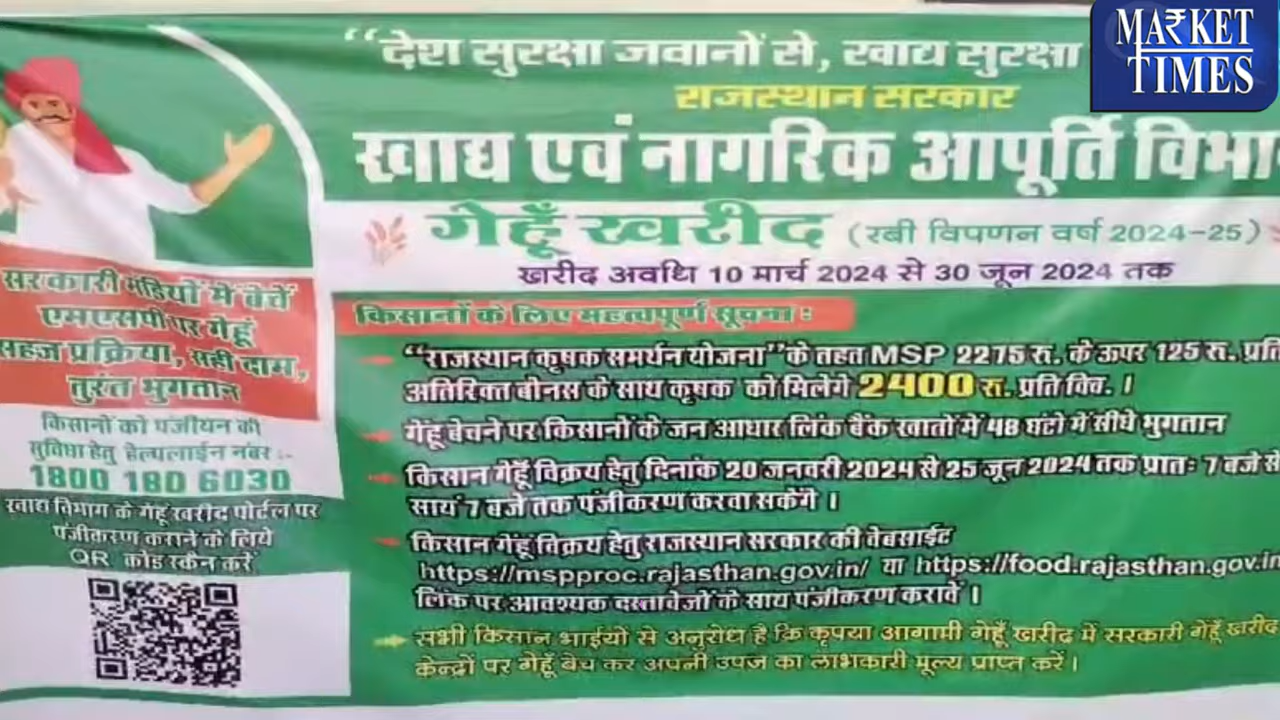 “देश सुरक्षा जवानों से, खाद्य सुरक्षा
राजस्थान सरकार
खाद्य एवं नागरिक आपूर्ति
गेहूँ खरीद (रबी विपणन वर्ष 2024-25)
खरीद अवधि 10 मार्च 2024 से 30 जून 2024 तक
किसानों के लिए महत्वपूर्ण सूचना :
“राजस्थान कृषक समर्थन योजना” के तहत MSP 2275 रु. के ऊपर 125 रु. प्रति
अतिरिक्त बोनस के साथ कृषक को मिलेगे 2400 रु. प्रति क्वि. ।
गेहूं बेचने पर किसानों के जन आधार लिंक बैंक खातों में 48 घंटो में सीधे भुगतान
किसान गेहूँ विक्रय हेतु दिनांक 20 जनवरी 2024 से 25 जून 2024 तक प्रातः 7 बजे से
सायं 7 बजे तक पंजीकरण करवा सकेंगे ।
किसान गेहूं विक्रय हेतु राजस्थान सरकार की वेबसाईट
https://mspproc.rajasthan.gov.in/ या https://food.rajasthan.gov.in
लिंक पर आवश्यक दस्तावेजों के साथ पंजीकरण करावें ।
सभी किसान भाईयों से अनुरोध है कि कृपया आगामी गेहूँ खरीद में सरकारी गेहूँ खरीद
केन्द्रों पर गेहूँ बेच कर अपनी उपज का लाभकारी मूल्य प्राप्त करें ।
सरकारी मंडियों में बेचें
एमएसपी पर गेहूं
सहज प्रक्रिया, सही दाम,
तुरंत भुगतान
किसानों को पंजीयन की
सुविधा हेतु हेल्पलाईन नंबर :-
1800 180 6030
खाद्य विभाग के गेहूं खरीद पोर्टल पर
पंजीकरण कराने के लिये
QR कोड स्कैन करें
MARKET
TIMES